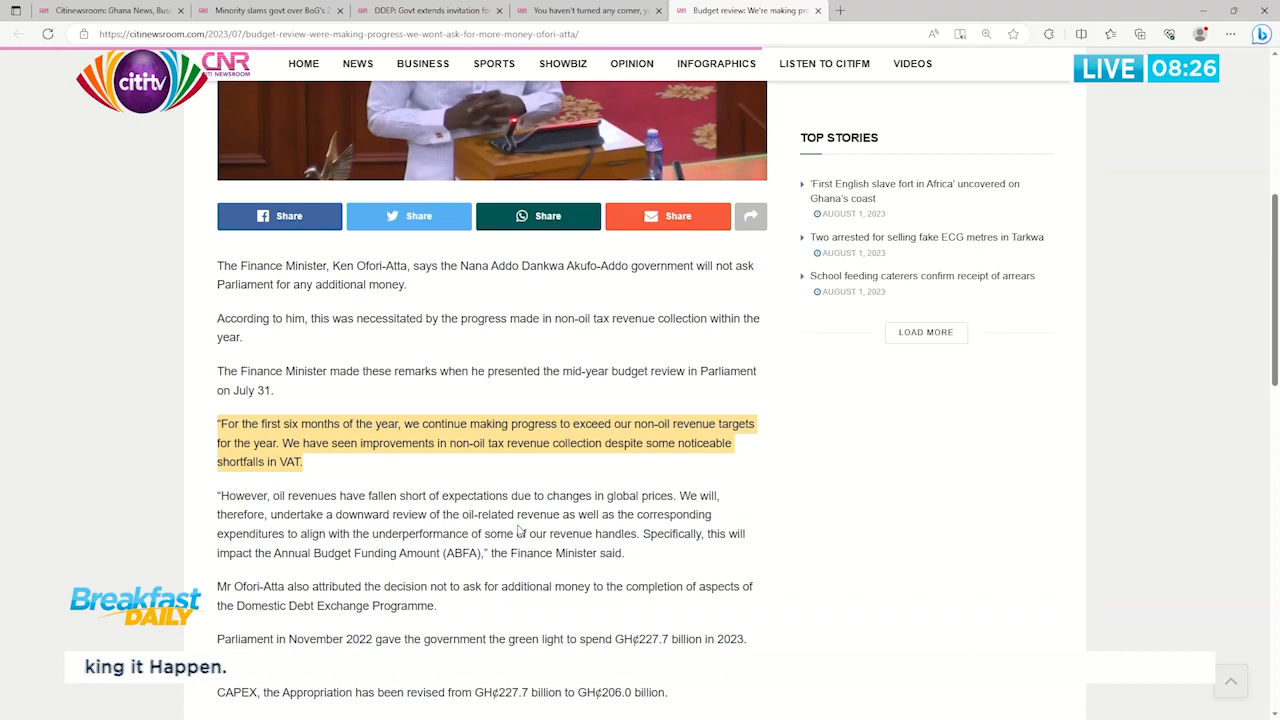 Citinewsroom: Ghana News, Busi
Minority slams govt over BoG's 2
DDEP: Govt extends invitation fo
You haven't turned any corner, y
Budget review: We're making pr
https://citinewsroom.com/2023/07/budget-review-were-making-progress-we-wont-ask-for-more-money-ofori-atta/
citi tv
CNR
CITI NEWSROOM
HOME NEWS BUSINESS SPORTS SHOWBIZ OPINION INFOGRAPHICS LISTEN TO CITIFM VIDEOS
LIVE 08:26
Share Share Share Share
The Finance Minister, Ken Ofori-Atta, says the Nana Addo Dankwa Akufo-Addo government will not ask
Parliament for any additional money.
According to him, this was necessitated by the progress made in non-oil tax revenue collection within the
year.
The Finance Minister made these remarks when he presented the mid-year budget review in Parliament
on July 31.
“For the first six months of the year, we continue making progress to exceed our non-oil revenue targets
for the year. We have seen improvements in non-oil tax revenue collection despite some noticeable
shortfalls in VAT.
“However, oil revenues have fallen short of expectations due to changes in global prices. We will,
therefore, undertake a downward review of the oil-related revenue as well as the corresponding
expenditures to align with the underperformance of some of our revenue handles. Specifically, this will
impact the Annual Budget Funding Amount (ABFA),” the Finance Minister said.
Mr Ofori-Atta also attributed the decision not to ask for additional money to the completion of aspects of
the Domestic Debt Exchange Programme.
Parliament in November 2022 gave the government the green light to spend GH¢227.7 billion in 2023.
CAPEX, the Appropriation has been revised from GH¢227.7 billion to GH¢206.0 billion.
TOP STORIES
‘First English slave fort in Africa’ uncovered on
Ghana’s coast
AUGUST 1, 2023
Two arrested for selling fake ECG metres in Tarkwa
AUGUST 1, 2023
School feeding caterers confirm receipt of arrears
AUGUST 1, 2023
LOAD MORE
Breakfast
DAILY
king it Happen.